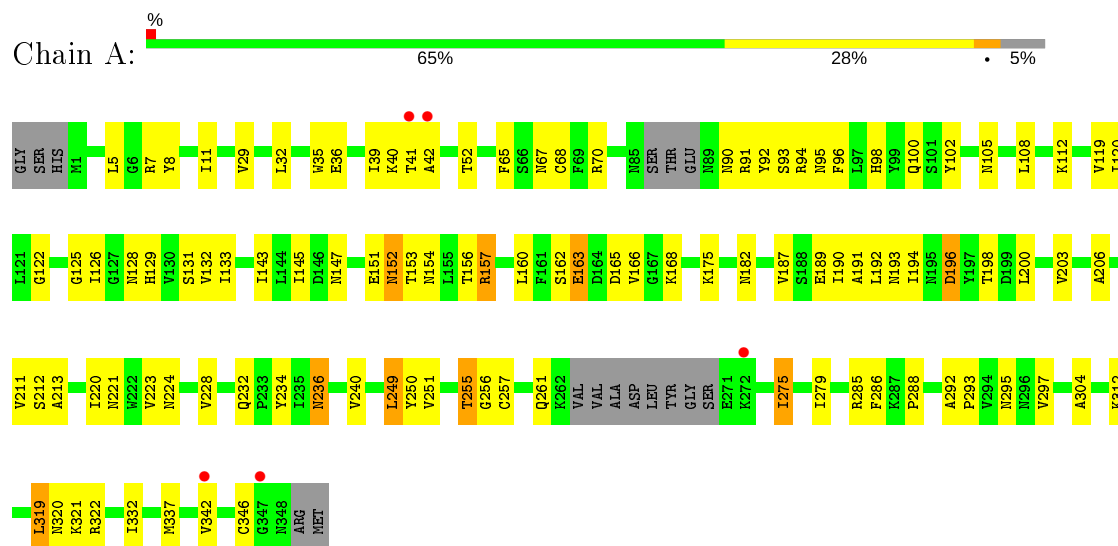 %
Chain A:
65% 28% • 5%
GLY SER HIS M1 L5 G6 R7 Y8 I11 V29 L32 W35 E36 I39 K40 T41 A42 T52 F65 S66 N67 C68 F69 R70 N85 SER THR GLU N89 N90 R91 Y92 S93 R94 N95 F96 L97 H98 Y99 Q100 S101 Y102 N105 L108 K112 V119 I120
L121 G122 G125 I126 G127 N128 H129 V130 S131 V132 I133 I143 L144 I145 D146 N147 E151 N152 T153 N154 L155 T156 R157 L160 F161 S162 E163 D164 D165 V166 G167 K168 K175 N182 V187 S188 E189 I190 A191 L192 N193 I194 N195 D196 Y197 T198 D199 L200 V203 A206
V211 S212 A213 I220 N221 W222 V223 N224 V228 Q232 P233 Y234 I235 N236 V240 L249 Y250 V251 T255 G256 C257 Q261 K262 VAL VAL ALA ASP LEU TYR GLY SER E271 K272 I275 I279 R285 F286 K287 P288 A292 P293 V294 N295 N296 V297 A304 K312
L319 N320 K321 R322 I332 M337 V342 C346 G347 N348 ARG MET